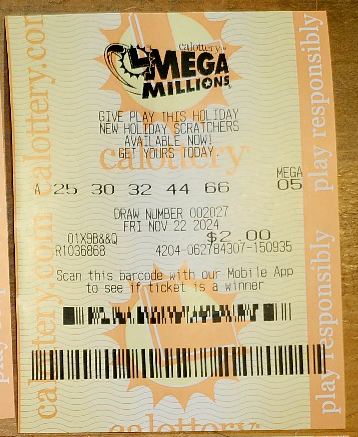 calottery
MEGA
MILLIONS
GIVE PLAY THIS HOLIDAY
NEW HOLIDAY SCRATCHERS
AVAILABLE NOW!
GET YOURS TODAY.
calottery
MEGA
A 25 30 32 44 66 05
DRAW NUMBER 002027
FRI NOV 22 2024
01X9B&&Q $2.00
R1036868 4204-062784307-150935
Scan this barcode with our Mobile App
to see if ticket is a winner
calottery
calottery.com
calottery.com
play responsibly
play responsibly